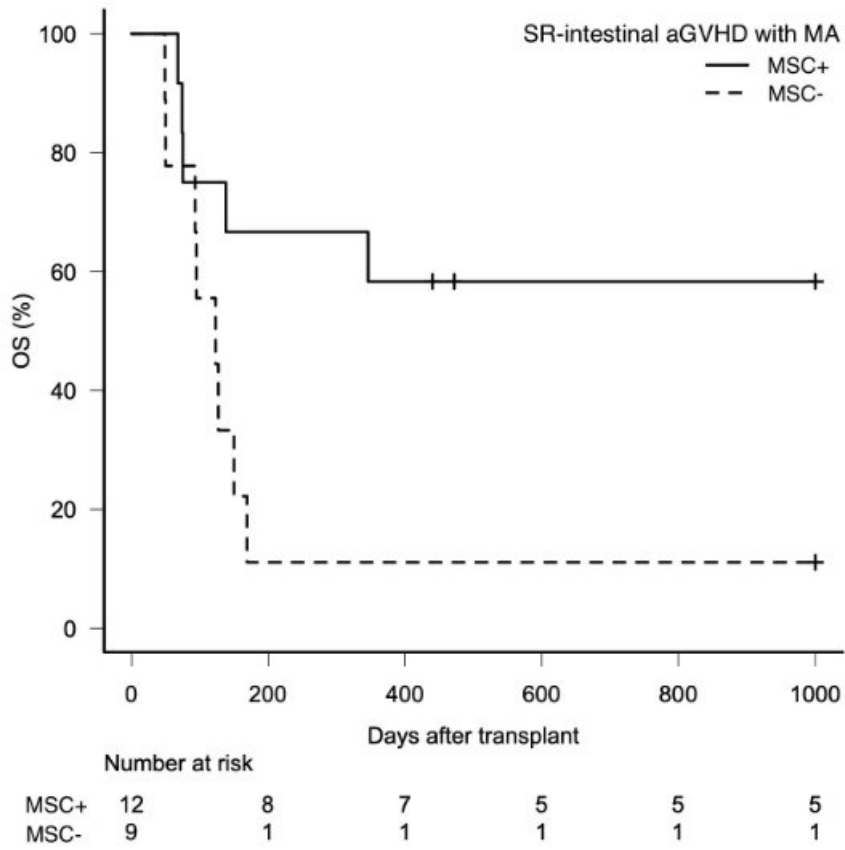 SR-intestinal aGVHD with MA
MSC+
MSC-
OS (%)
100
80
60
40
20
0
0 200 400 600 800 1000
Days after transplant
Number at risk
MSC+ 12 8 7 5 5 5
MSC- 9 1 1 1 1 1